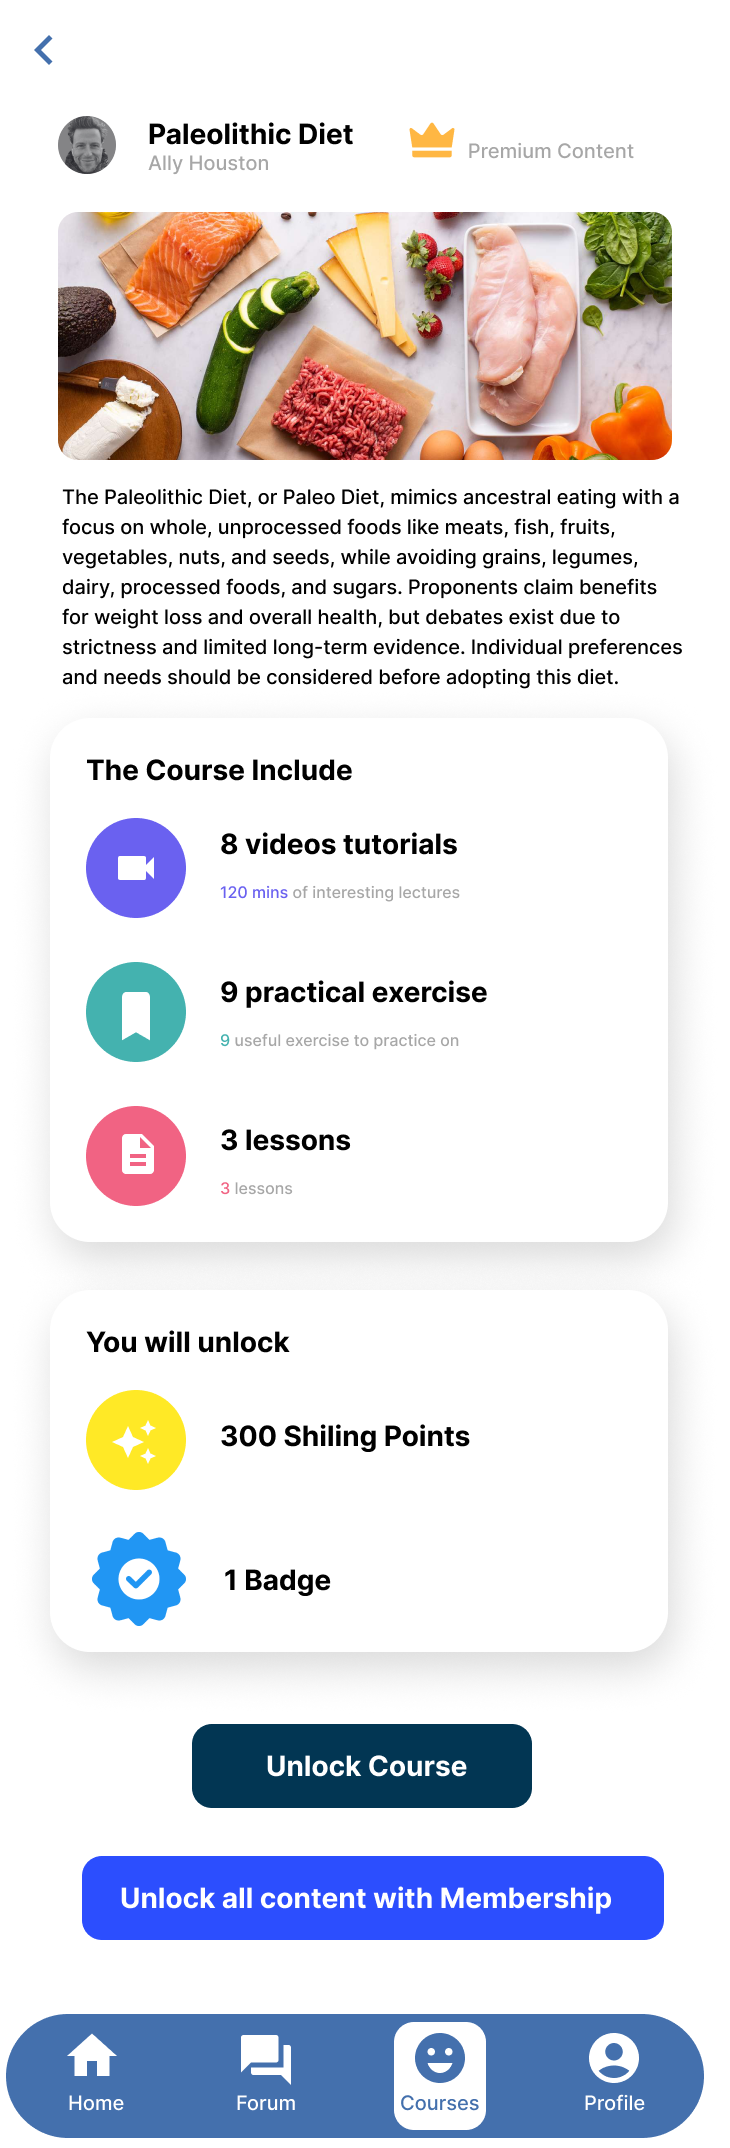 Paleolithic Diet
Ally Houston
Premium Content
The Paleolithic Diet, or Paleo Diet, mimics ancestral eating with a
focus on whole, unprocessed foods like meats, fish, fruits,
vegetables, nuts, and seeds, while avoiding grains, legumes,
dairy, processed foods, and sugars. Proponents claim benefits
for weight loss and overall health, but debates exist due to
strictness and limited long-term evidence. Individual preferences
and needs should be considered before adopting this diet.
The Course Include
8 videos tutorials
120 mins of interesting lectures
9 practical exercise
9 useful exercise to practice on
3 lessons
3 lessons
You will unlock
300 Shiling Points
1 Badge
Unlock Course
Unlock all content with Membership
Home
Forum
Courses
Profile